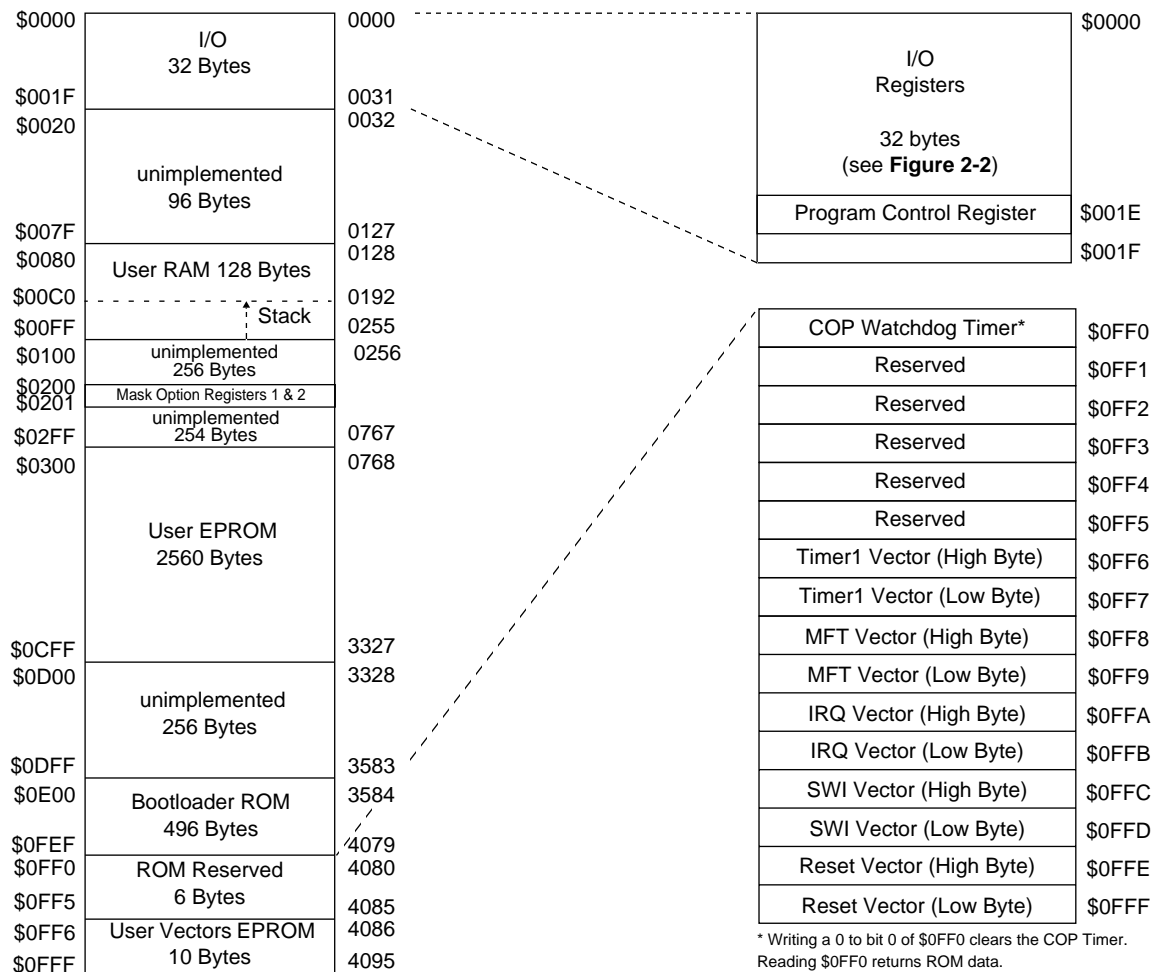 $0000
I/O
32 Bytes
0000
$001F
0031
$0020
0032
unimplemented
96 Bytes
$007F
0127
$0080
0128
User RAM 128 Bytes
$00C0
0192
Stack
$00FF
0255
$0100
unimplemented
256 Bytes
0256
$0200
$0201
Mask Option Registers 1 & 2
unimplemented
254 Bytes
$02FF
0767
$0300
0768
User EPROM
2560 Bytes
$0CFF
3327
$0D00
3328
unimplemented
256 Bytes
$0DFF
3583
$0E00
3584
Bootloader ROM
496 Bytes
$0FEF
4079
$0FF0
4080
ROM Reserved
6 Bytes
$0FF5
4085
$0FF6
User Vectors EPROM
4086
10 Bytes
$0FFF
4095
$0000
I/O
Registers
32 bytes
(see Figure 2-2)
Program Control Register $001E
$001F
COP Watchdog Timer* $0FF0
Reserved $0FF1
Reserved $0FF2
Reserved $0FF3
Reserved $0FF4
Reserved $0FF5
Timer1 Vector (High Byte) $0FF6
Timer1 Vector (Low Byte) $0FF7
MFT Vector (High Byte) $0FF8
MFT Vector (Low Byte) $0FF9
IRQ Vector (High Byte) $0FFA
IRQ Vector (Low Byte) $0FFB
SWI Vector (High Byte) $0FFC
SWI Vector (Low Byte) $0FFD
Reset Vector (High Byte) $0FFE
Reset Vector (Low Byte) $0FFF
* Writing a 0 to bit 0 of $0FF0 clears the COP Timer.
Reading $0FF0 returns ROM data.